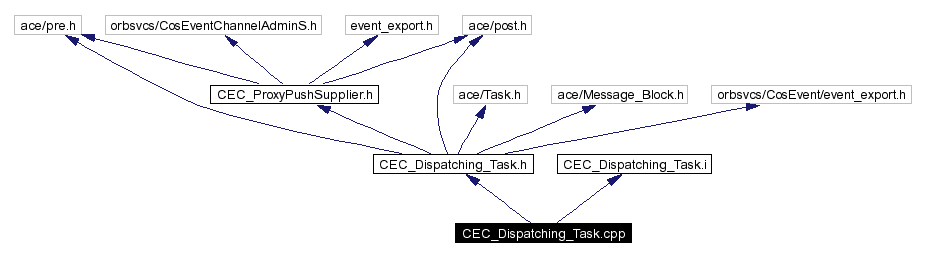 ace/pre.h
orbsvcs/CosEventChannelAdminS.h
event_export.h
ace/post.h
CEC_ProxyPushSupplier.h
ace/Task.h
ace/Message_Block.h
orbsvcs/CosEvent/event_export.h
CEC_Dispatching_Task.h
CEC_Dispatching_Task.i
CEC_Dispatching_Task.cpp